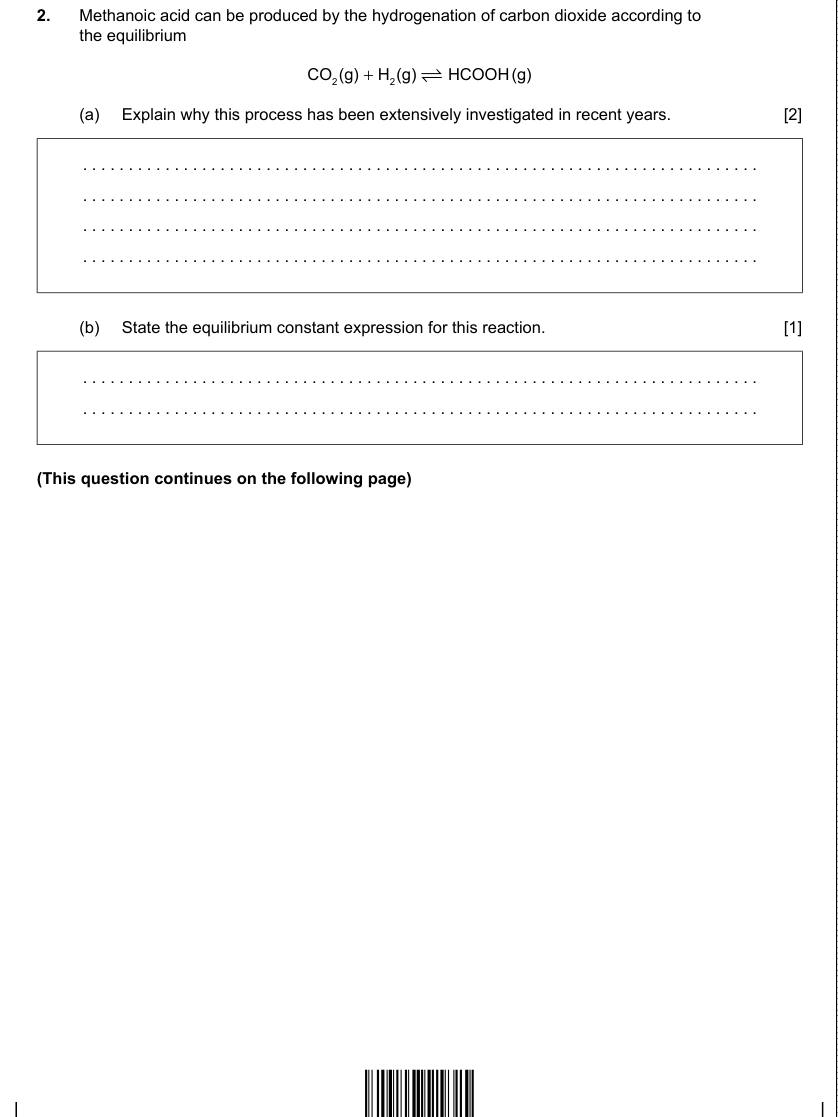 2. Methanoic acid can be produced by the hydrogenation of carbon dioxide according to
the equilibrium
CO₂(g) + H₂(g) ⇌ HCOOH(g)
(a) Explain why this process has been extensively investigated in recent years. [2]
(b) State the equilibrium constant expression for this reaction. [1]
(This question continues on the following page)